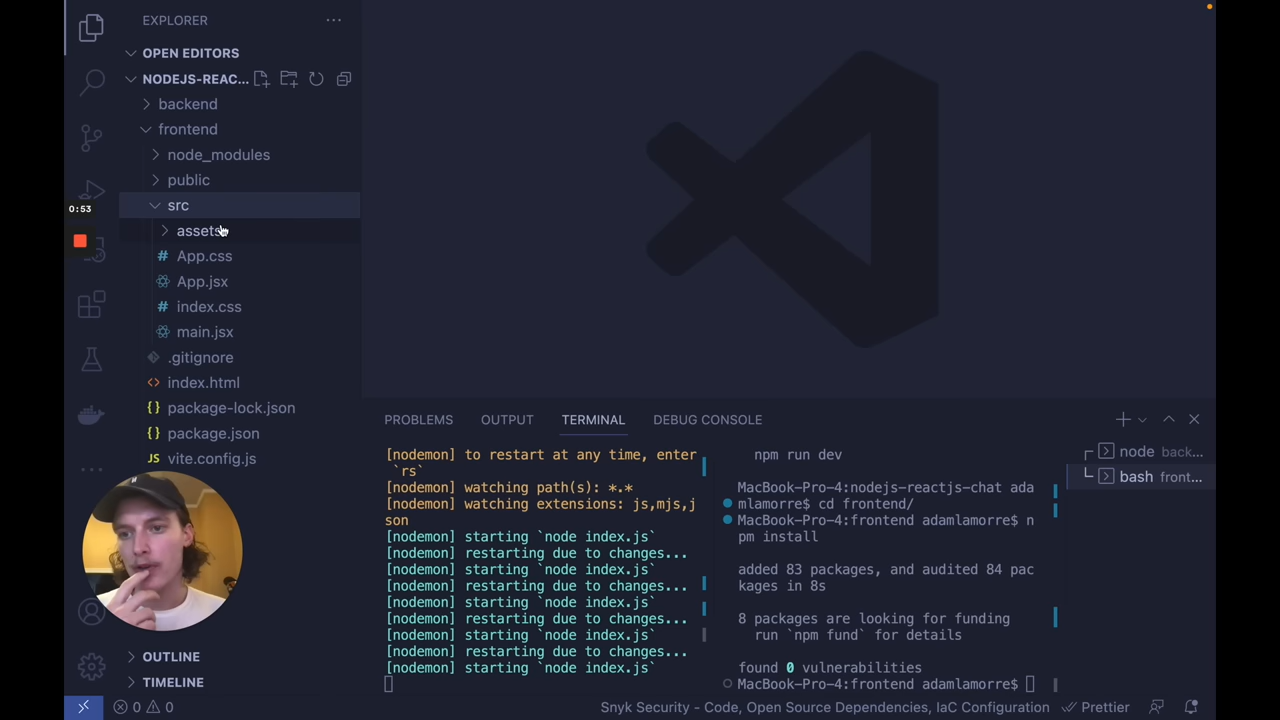 EXPLORER
OPEN EDITORS
NODEJS-REAC...
backend
frontend
node_modules
public
0:53
src
assets
# App.css
App.jsx
# index.css
main.jsx
.gitignore
<> index.html
{} package-lock.json
{} package.json
JS vite.config.js
OUTLINE
TIMELINE
PROBLEMS OUTPUT TERMINAL DEBUG CONSOLE
[nodemon] to restart at any time, enter
`rs`
[nodemon] watching path(s): *.*
[nodemon] watching extensions: js,mjs,j
son
[nodemon] starting `node index.js`
[nodemon] restarting due to changes...
[nodemon] starting `node index.js`
[nodemon] restarting due to changes...
[nodemon] starting `node index.js`
[nodemon] restarting due to changes...
[nodemon] starting `node index.js`
[nodemon] restarting due to changes...
[nodemon] starting `node index.js`
npm run dev
MacBook-Pro-4:nodejs-reactjs-chat ada
mlamorre$ cd frontend/
MacBook-Pro-4:frontend adamlamorre$ n
pm install
added 83 packages, and audited 84 pac
kages in 8s
8 packages are looking for funding
run `npm fund` for details
found 0 vulnerabilities
MacBook-Pro-4:frontend adamlamorre$
node back...
bash front...
0 0
Snyk Security - Code, Open Source Dependencies, IaC Configuration
Prettier